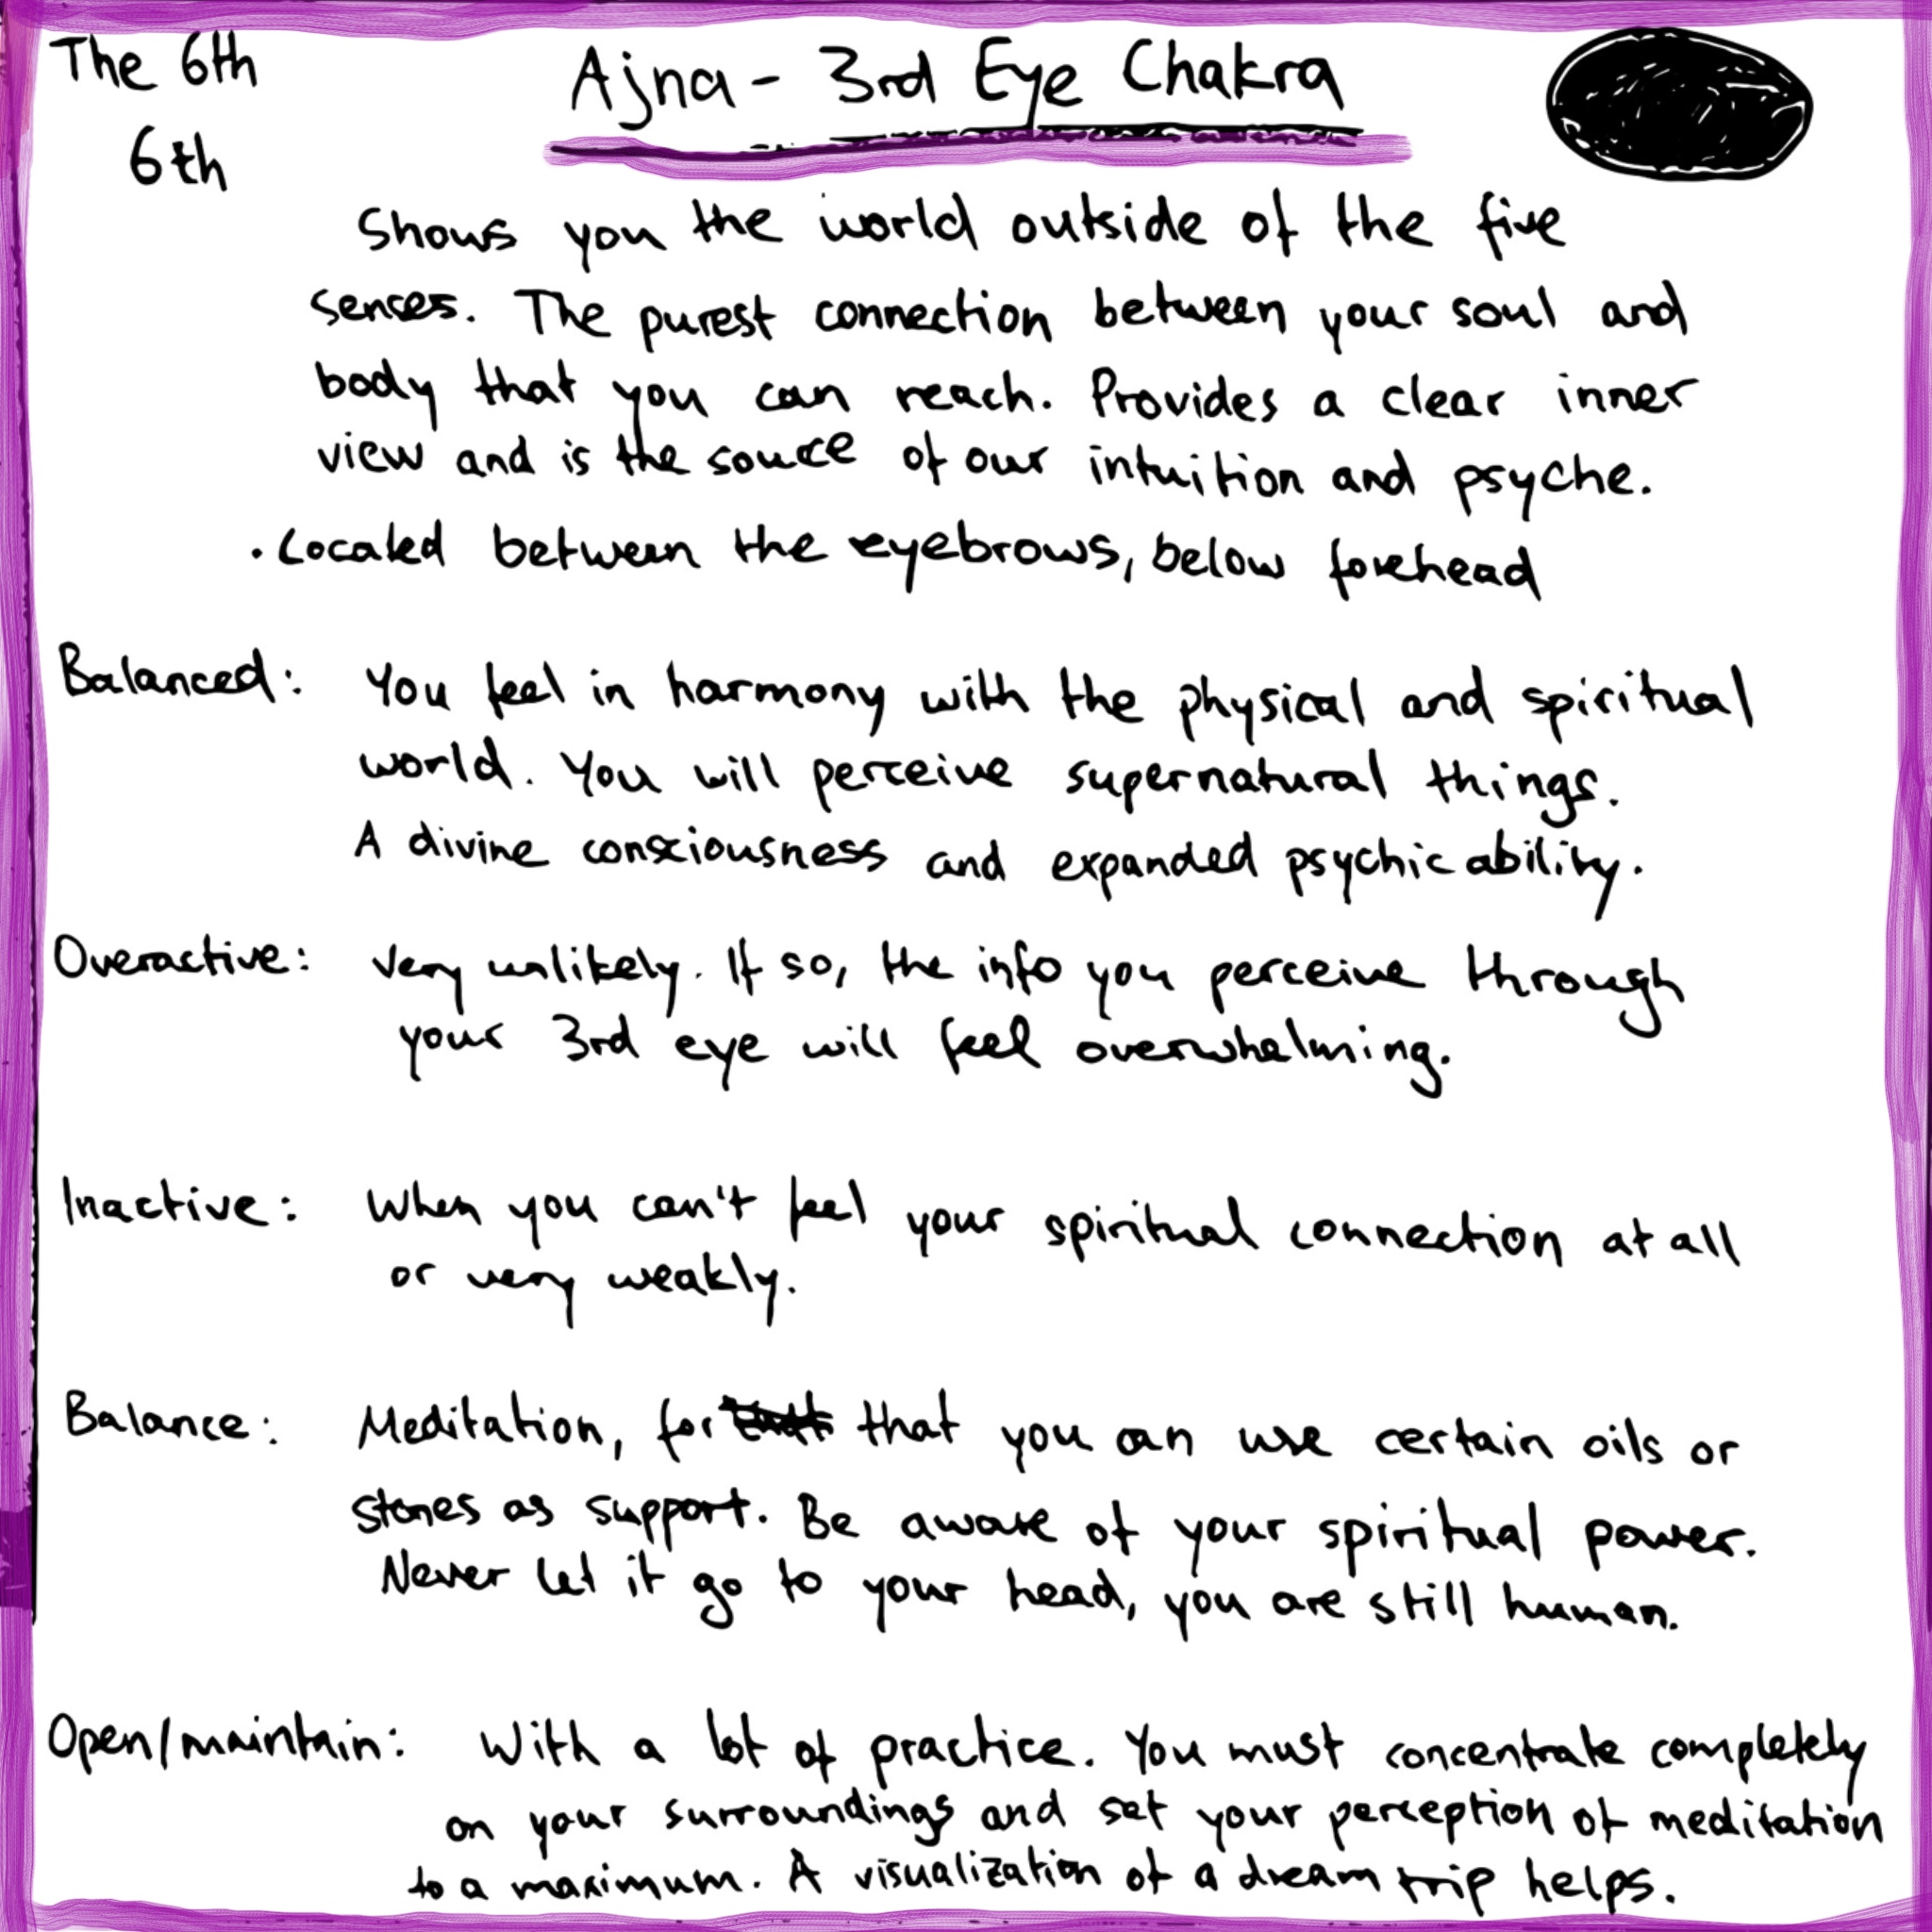 The 6th
6th
Ajna - 3rd Eye Chakra
Shows you the world outside of the five
senses. The purest connection between your soul and
body that you can reach. Provides a clear inner
view and is the source of our intuition and psyche.
· Located between the eyebrows, below forehead
Balanced: You feel in harmony with the physical and spiritual
world. You will perceive supernatural things.
A divine consciousness and expanded psychic ability.
Overactive: Very unlikely. If so, the info you perceive through
your 3rd eye will feel overwhelming.
Inactive: When you can't feel your spiritual connection at all
or very weakly.
Balance: Meditation, for that you can use certain oils or
stones as support. Be aware of your spiritual power.
Never let it go to your head, you are still human.
Open/maintain: With a lot of practice. You must concentrate completely
on your surroundings and set your perception of meditation
to a maximum. A visualization of a dream trip helps.